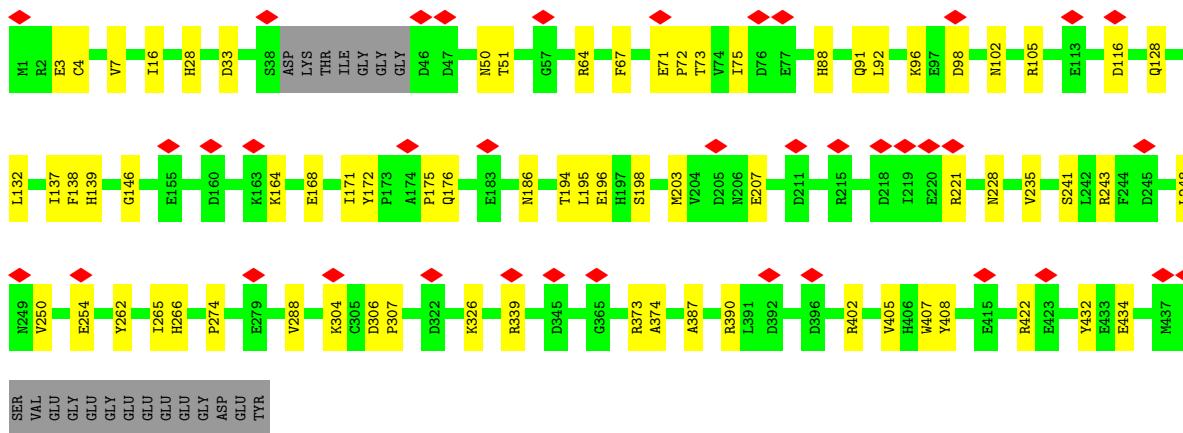 M1 R2 E3 C4 V7 I16 H28 D33 S38 ASP LYS THR ILE GLY GLY GLY D46 D47 N50 T51 G57 R64 F67 E71 P72 T73 V74 I75 D76 E77 H88 Q91 L92 K96 E97 D98 N102 R105 E113 D116 Q128
L132 I137 F138 H139 G146 E155 D160 K163 K164 E168 I171 Y172 P173 A174 P175 Q176 E183 N186 T194 L195 E196 H197 S198 M203 V204 D205 N206 E207 D211 R215 D218 I219 E220 R221 N228 V235 S241 L242 R243 F244 D245 L248
N249 V250 E254 Y262 I265 H266 P274 E279 V288 K304 C305 D306 P307 D322 K326 R339 D345 G365 R373 A374 A387 R390 L391 D392 D396 R402 V405 H406 W407 Y408 E415 R422 E423 Y432 E433 E434 M437
SER VAL GLU GLY GLU GLY GLU GLU GLU GLU GLY ASP GLU TYR